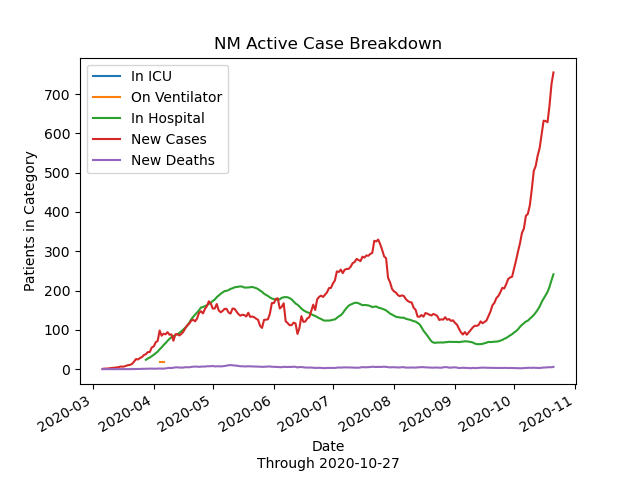 NM Active Case Breakdown
In ICU
On Ventilator
In Hospital
New Cases
New Deaths
Patients in Category
700
600
500
400
300
200
100
0
2020-03
2020-04
2020-05
2020-06
2020-07
2020-08
2020-09
2020-10
2020-11
Date
Through 2020-10-27